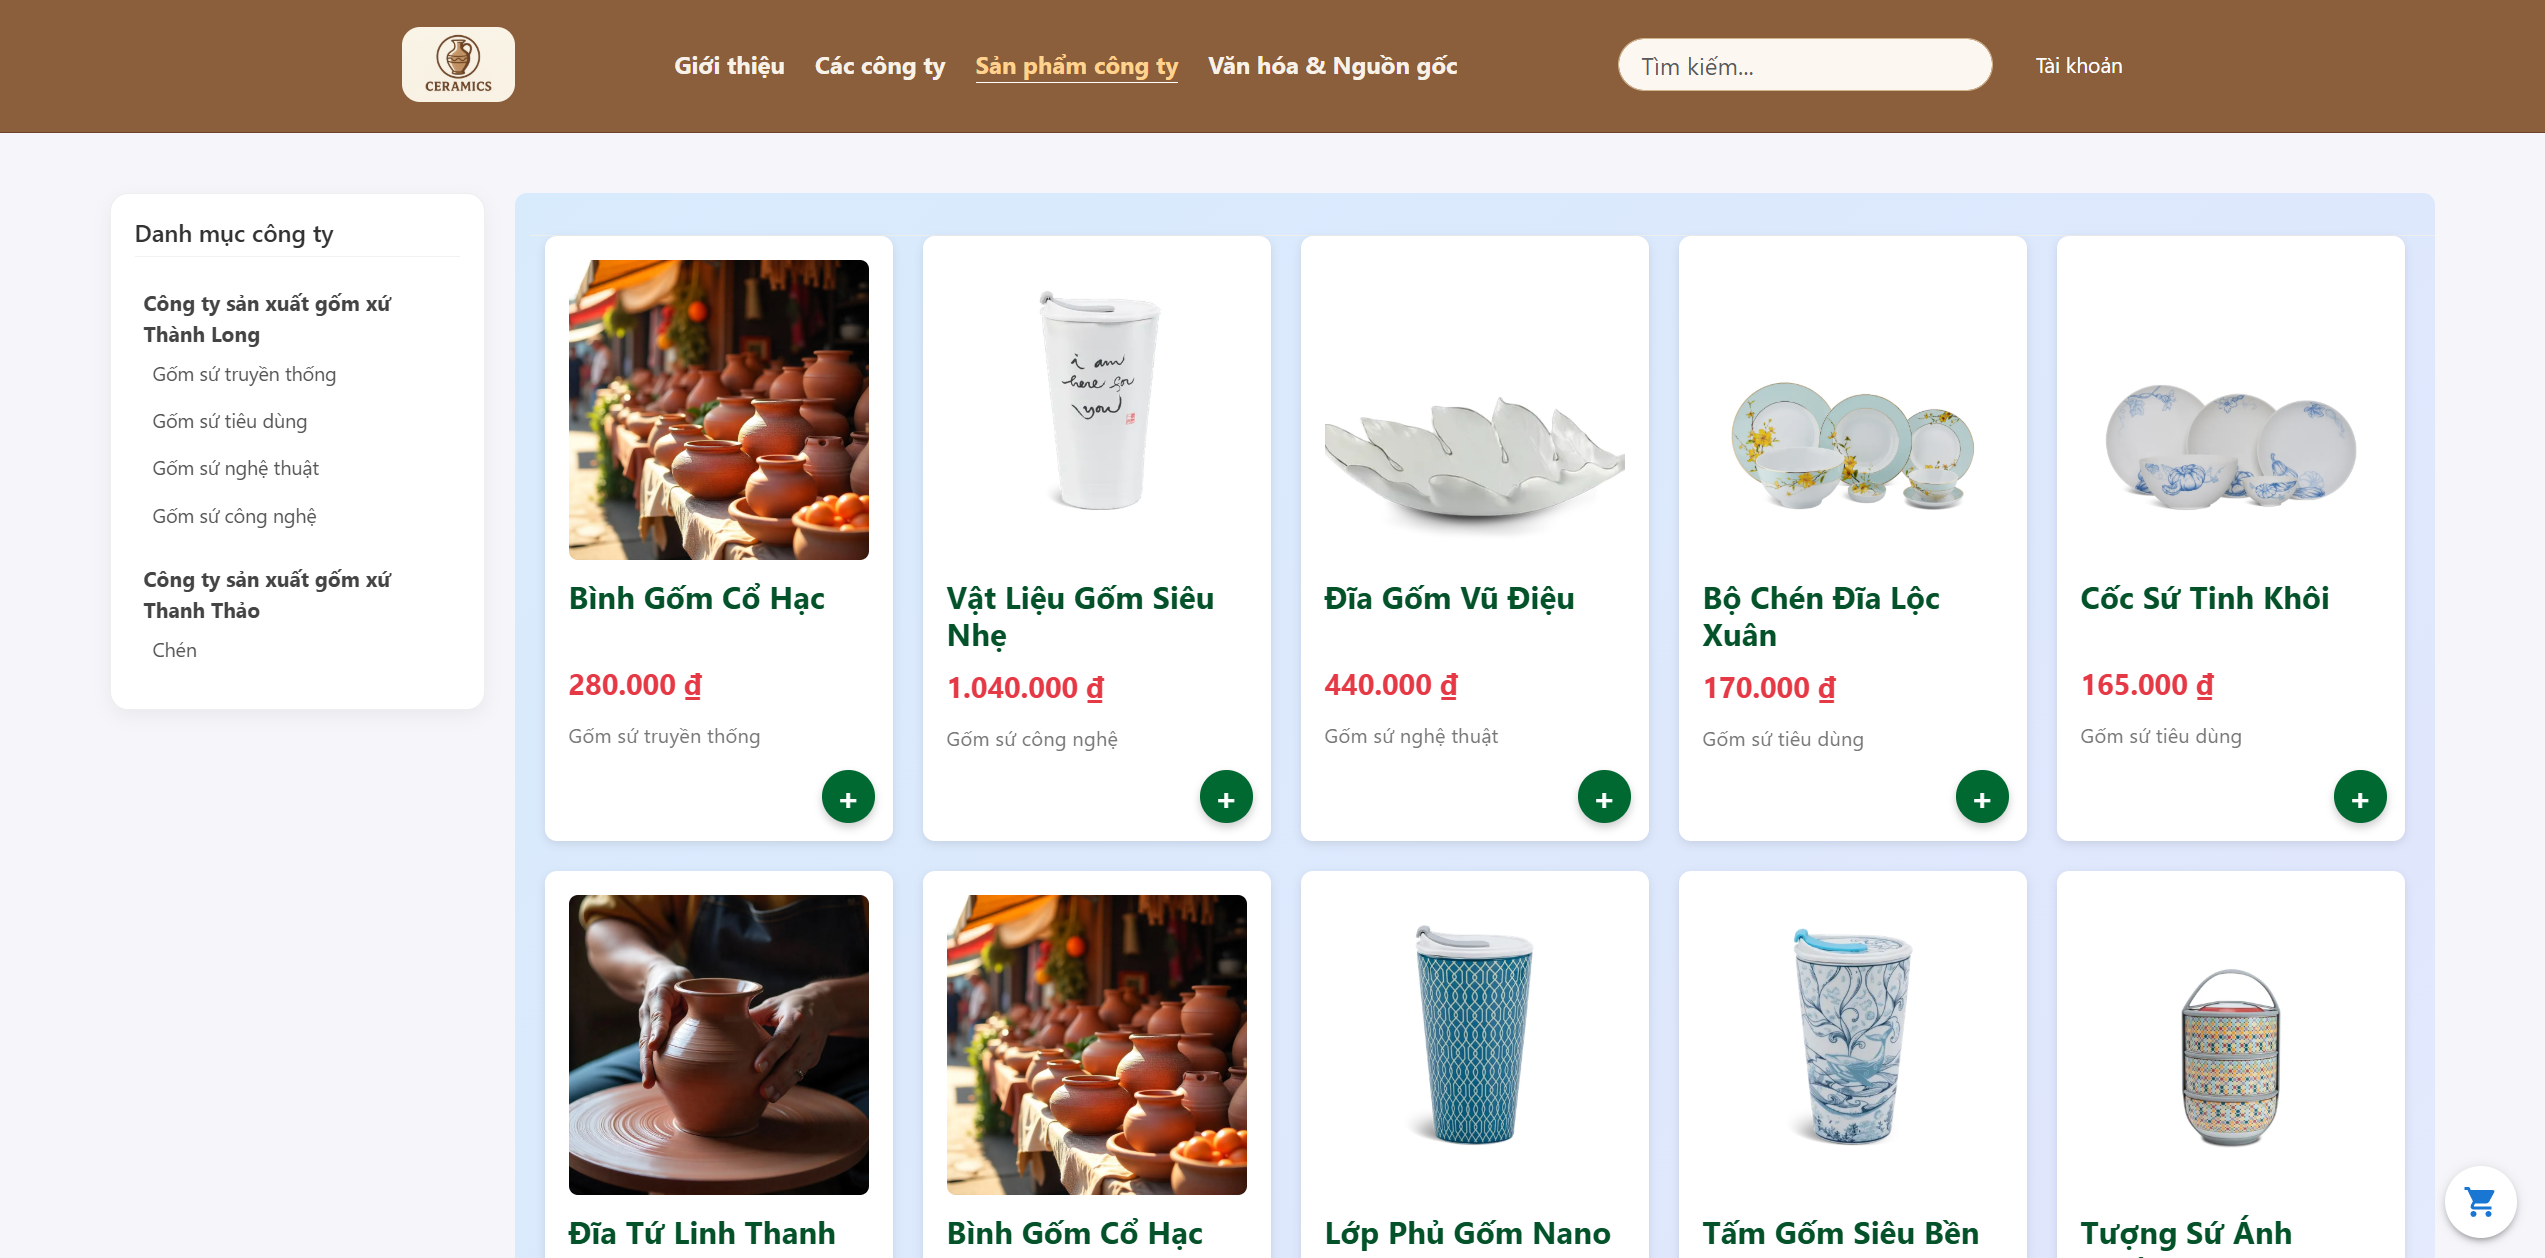 CERAMICS
Giới thiệu
Các công ty
Sản phẩm công ty
Văn hóa & Nguồn gốc
Tìm kiếm...
Tài khoản
Danh mục công ty
Công ty sản xuất gốm xứ
Thành Long
Gốm sứ truyền thống
Gốm sứ tiêu dùng
Gốm sứ nghệ thuật
Gốm sứ công nghệ
Công ty sản xuất gốm xứ
Thanh Thảo
Chén
Bình Gốm Cổ Hạc
280.000 ₫
Gốm sứ truyền thống
+
i am
here for
you
Vật Liệu Gốm Siêu
Nhẹ
1.040.000 ₫
Gốm sứ công nghệ
+
Đĩa Gốm Vũ Điệu
440.000 ₫
Gốm sứ nghệ thuật
+
Bộ Chén Đĩa Lộc
Xuân
170.000 ₫
Gốm sứ tiêu dùng
+
Cốc Sứ Tinh Khôi
165.000 ₫
Gốm sứ tiêu dùng
+
Đĩa Tứ Linh Thanh
Bình Gốm Cổ Hạc
Lớp Phủ Gốm Nano
Tấm Gốm Siêu Bền
Tượng Sứ Ánh